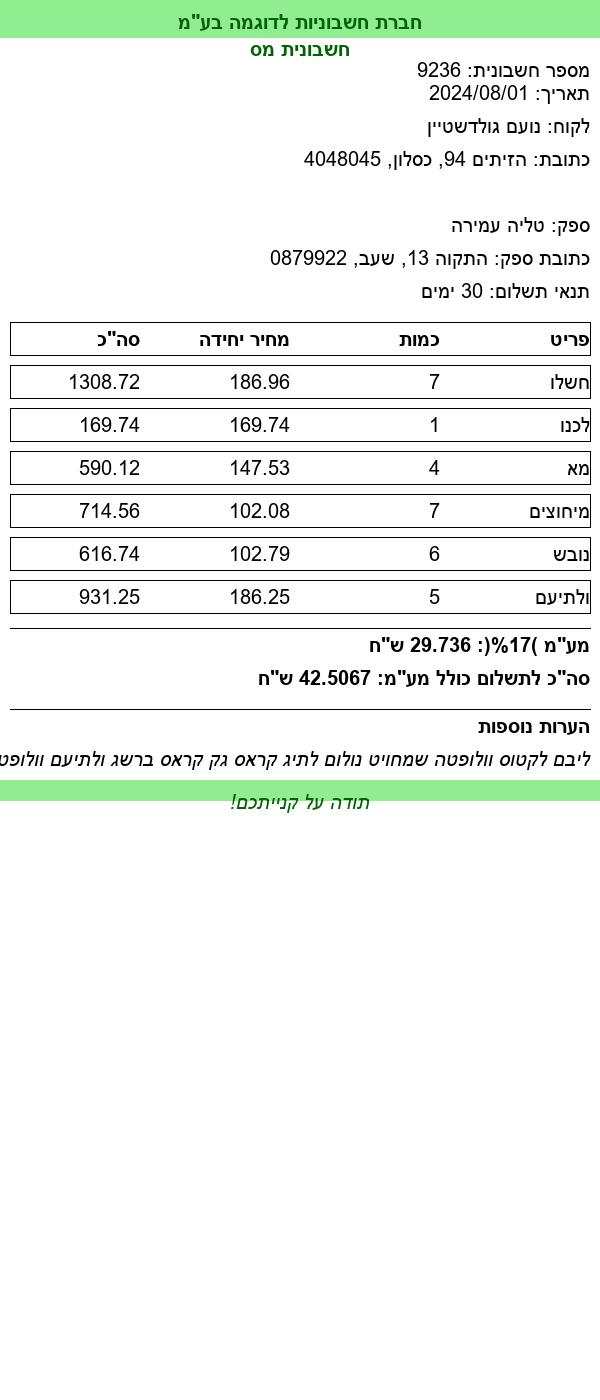 חברת חשבוניות לדוגמה בע"מ
חשבונית מס
מספר חשבונית: 9236
תאריך: 2024/08/01
לקוח: נועם גולדשטיין
כתובת: הזיתים 94, כסלון, 4048045
ספק: טליה עמירה
כתובת ספק: התקוה 13, שעב, 0879922
תנאי תשלום: 30 ימים
פריט כמות מחיר יחידה סה"כ
חשלו 7 186.96 1308.72
לכנו 1 169.74 169.74
מא 4 147.53 590.12
מיחוצים 7 102.08 714.56
נובש 6 102.79 616.74
ולתיעם 5 186.25 931.25
מע"מ )17%(: 29.736 ש"ח
סה"כ לתשלום כולל מע"מ: 42.5067 ש"ח
הערות נוספות
ליבם לקטוס וולופטה שמחויט נולום לתיג קראס גק קראס ברשג ולתיעם
תודה על קנייתכם!